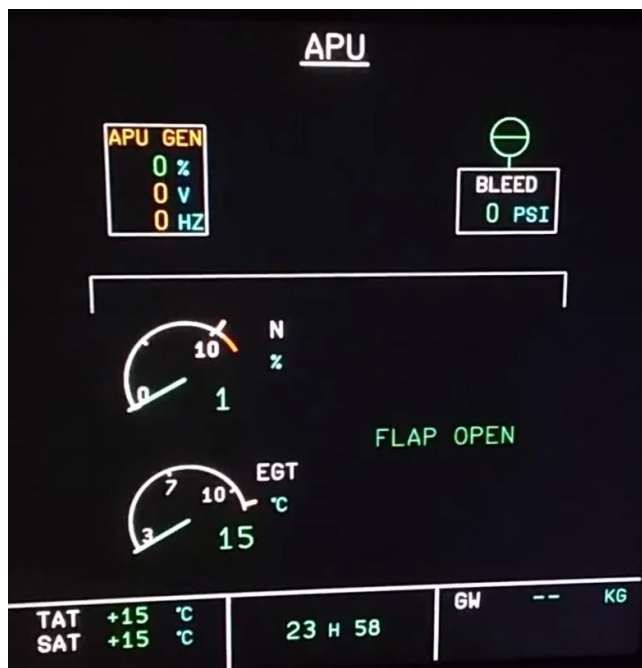 APU
APU GEN
0 %
0 V
0 HZ
BLEED
0 PSI
N
%
10
0
1
FLAP OPEN
EGT
°C
7
10
3
15
TAT +15 °C
SAT +15 °C
23 H 58
GW -- KG